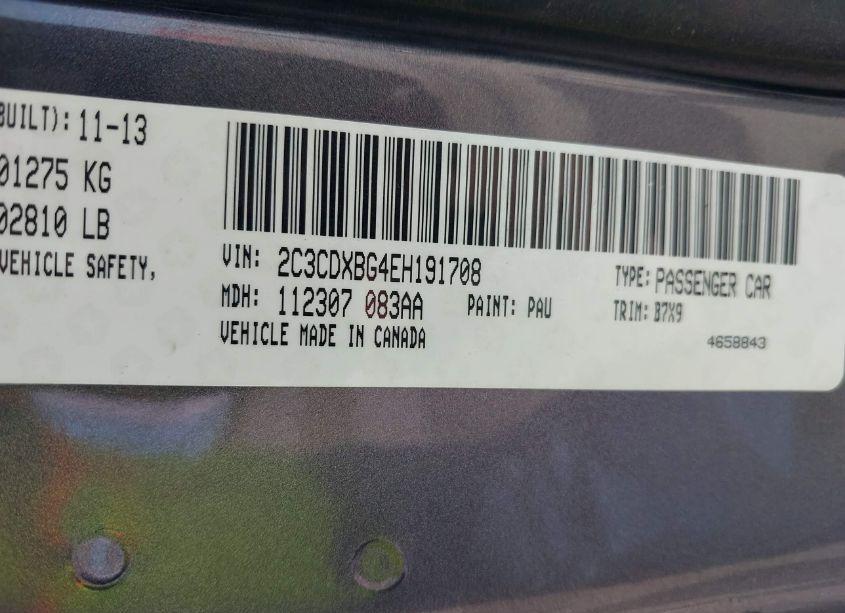 BUILT): 11-13
01275 KG
02810 LB
VEHICLE SAFETY,
VIN: 2C3CDXBG4EH191708
TYPE: PASSENGER CAR
MDH: 112307 083AA PAINT: PAU TRIM: B7X9
VEHICLE MADE IN CANADA
4658843